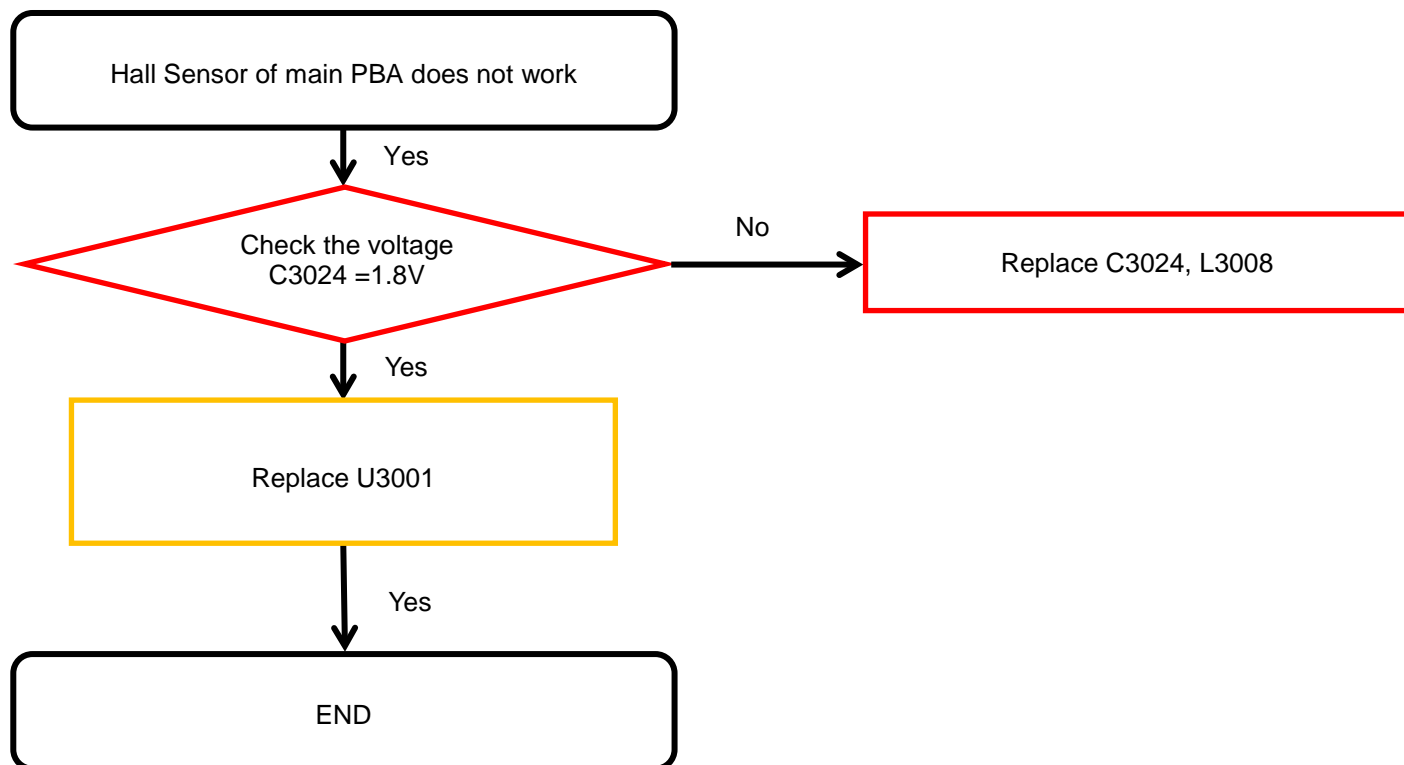 Hall Sensor of main PBA does not work
Yes
Check the voltage
C3024 =1.8V
No
Replace C3024, L3008
Yes
Replace U3001
Yes
END